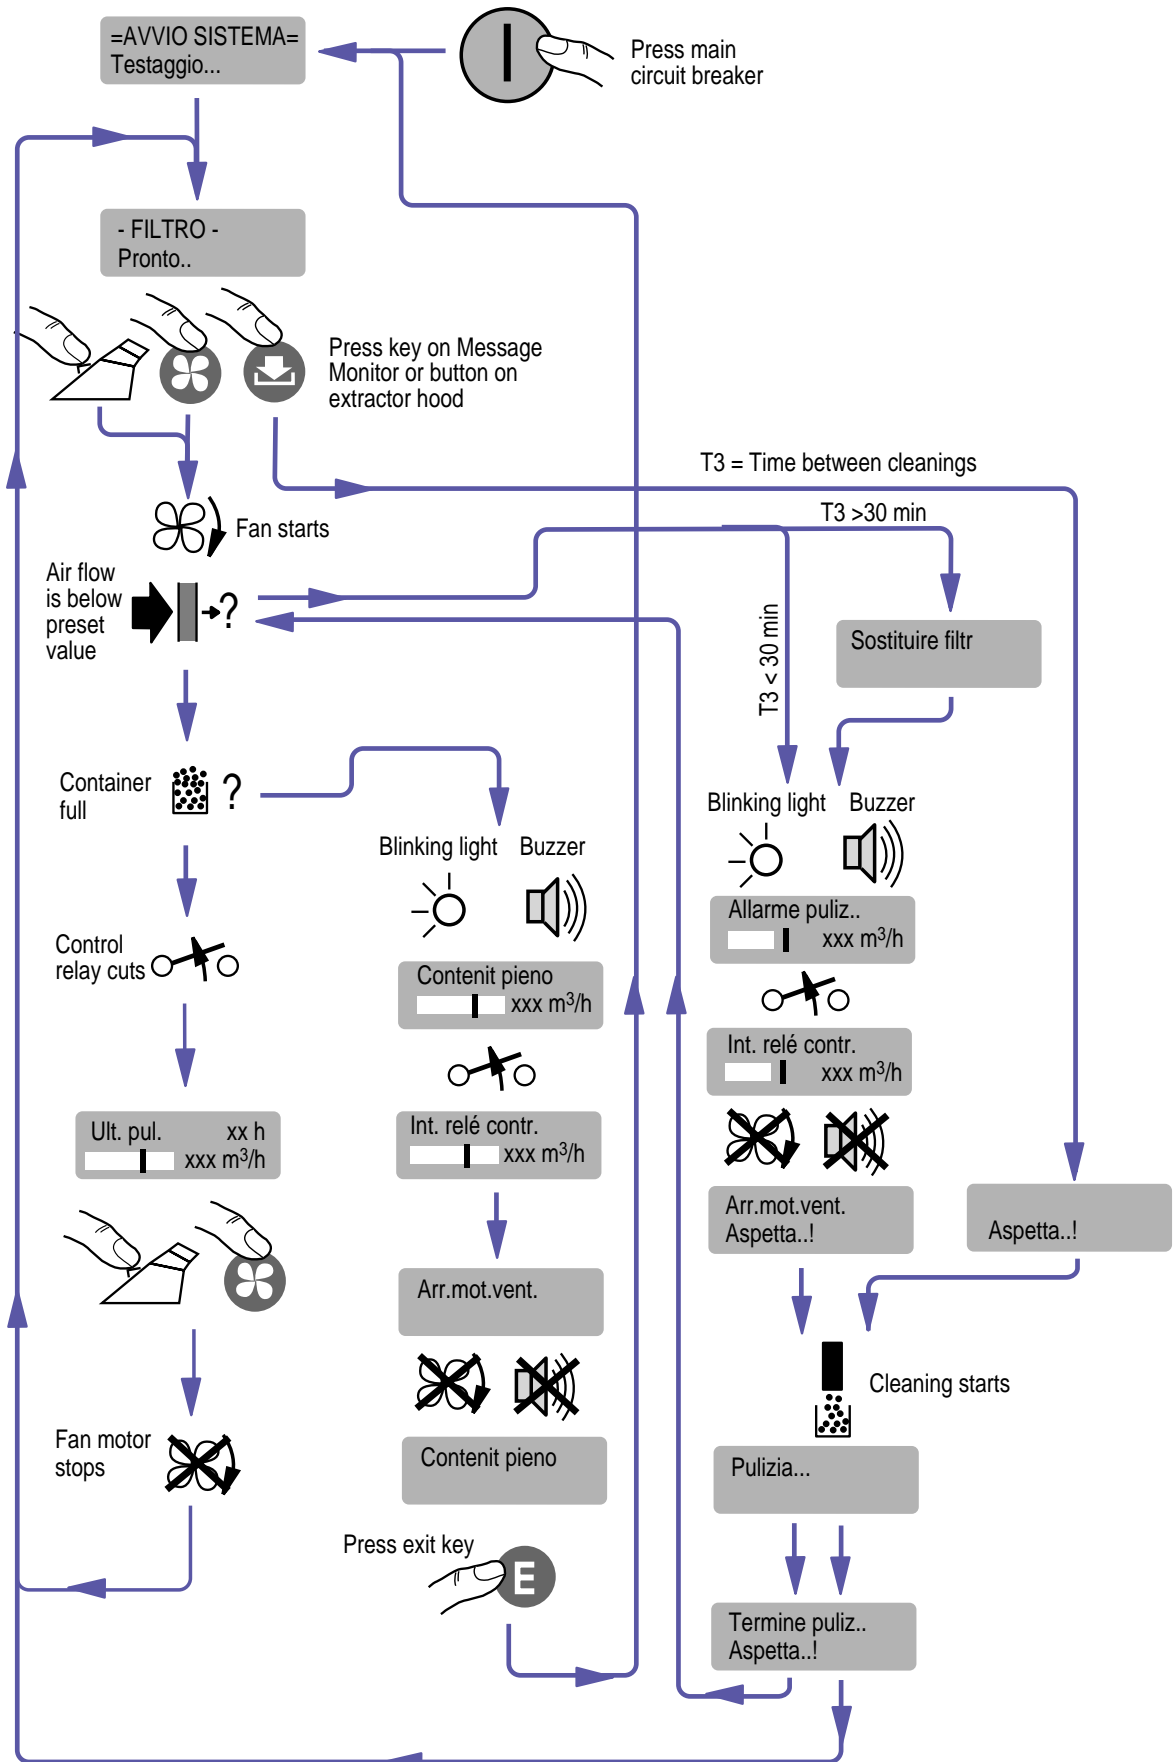 =AVVIO SISTEMA=
Testaggio...
Press main
circuit breaker
- FILTRO -
Pronto..
Press key on Message
Monitor or button on
extractor hood
T3 = Time between cleanings
T3 >30 min
Fan starts
Air flow
is below
preset
value
?
T3 < 30 min
Sostituire filtr
Container
full
?
Blinking light Buzzer
Blinking light Buzzer
Allarme puliz..
xxx m³/h
Control
relay cuts
Contenit pieno
xxx m³/h
Int. relé contr.
xxx m³/h
Ult. pul. xx h
xxx m³/h
Int. relé contr.
xxx m³/h
Arr.mot.vent.
Aspetta..!
Aspetta..!
Arr.mot.vent.
Cleaning starts
Fan motor
stops
Contenit pieno
Pulizia...
Press exit key
E
Termine puliz..
Aspetta..!